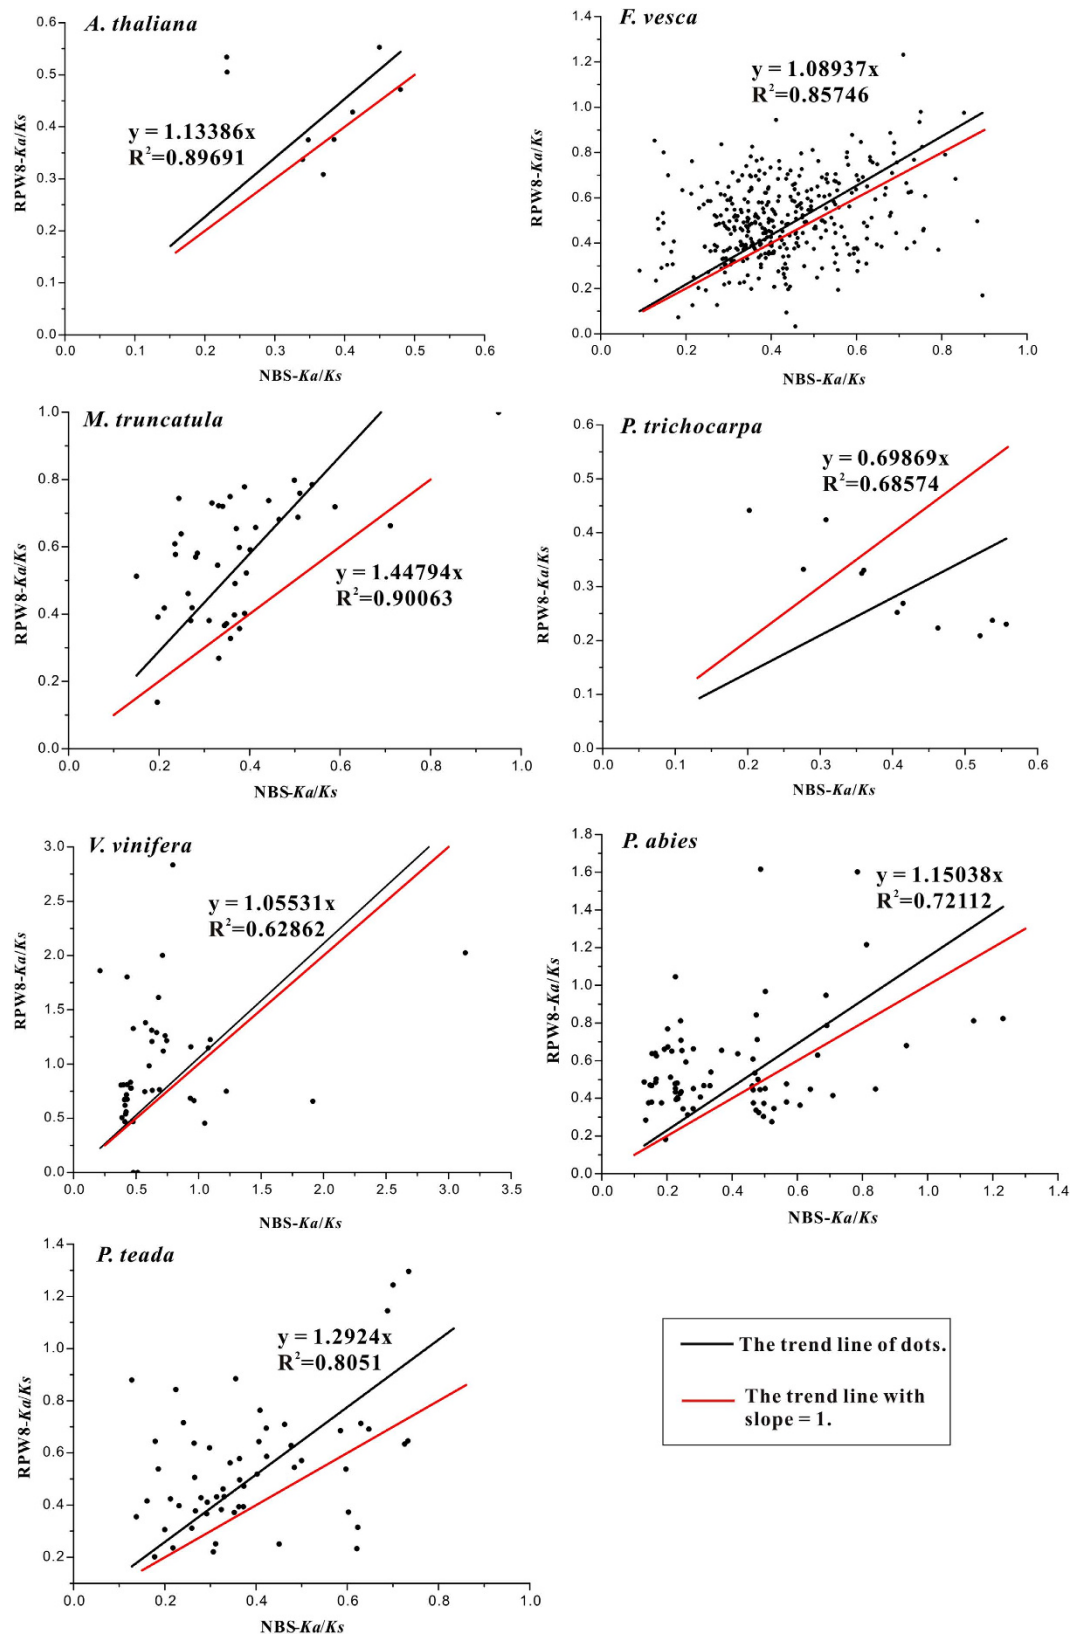 A. thaliana
y = 1.13386x
R²=0.89691
RPW8-Ka/Ks
0.6
0.5
0.4
0.3
0.2
0.1
0.0
0.0 0.1 0.2 0.3 0.4 0.5 0.6
NBS-Ka/Ks
F. vesca
y = 1.08937x
R²=0.85746
RPW8-Ka/Ks
1.4
1.2
1.0
0.8
0.6
0.4
0.2
0.0
0.0 0.2 0.4 0.6 0.8 1.0
NBS-Ka/Ks
M. truncatula
y = 1.44794x
R²=0.90063
RPW8-Ka/Ks
1.0
0.8
0.6
0.4
0.2
0.0
0.0 0.2 0.4 0.6 0.8 1.0
NBS-Ka/Ks
P. trichocarpa
y = 0.69869x
R²=0.68574
RPW8-Ka/Ks
0.6
0.5
0.4
0.3
0.2
0.1
0.0
0.0 0.1 0.2 0.3 0.4 0.5 0.6
NBS-Ka/Ks
V. vinifera
y = 1.05531x
R²=0.62862
RPW8-Ka/Ks
3.0
2.5
2.0
1.5
1.0
0.5
0.0
0.0 0.5 1.0 1.5 2.0 2.5 3.0 3.5
NBS-Ka/Ks
P. abies
y = 1.15038x
R²=0.72112
RPW8-Ka/Ks
1.8
1.6
1.4
1.2
1.0
0.8
0.6
0.4
0.2
0.0
0.0 0.2 0.4 0.6 0.8 1.0 1.2 1.4
NBS-Ka/Ks
P. teada
y = 1.2924x
R²=0.8051
RPW8-Ka/Ks
1.4
1.2
1.0
0.8
0.6
0.4
0.2
0.0 0.2 0.4 0.6 0.8 1.0
NBS-Ka/Ks
The trend line of dots.
The trend line with
slope = 1.